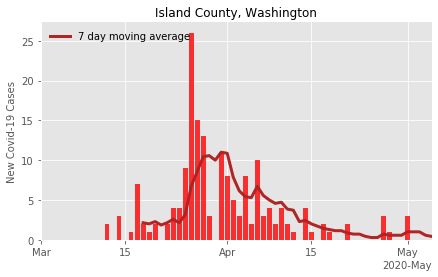 Island County, Washington
7 day moving average
New Covid-19 Cases
25
20
15
10
5
0
Mar
15
Apr
15
May
2020-May